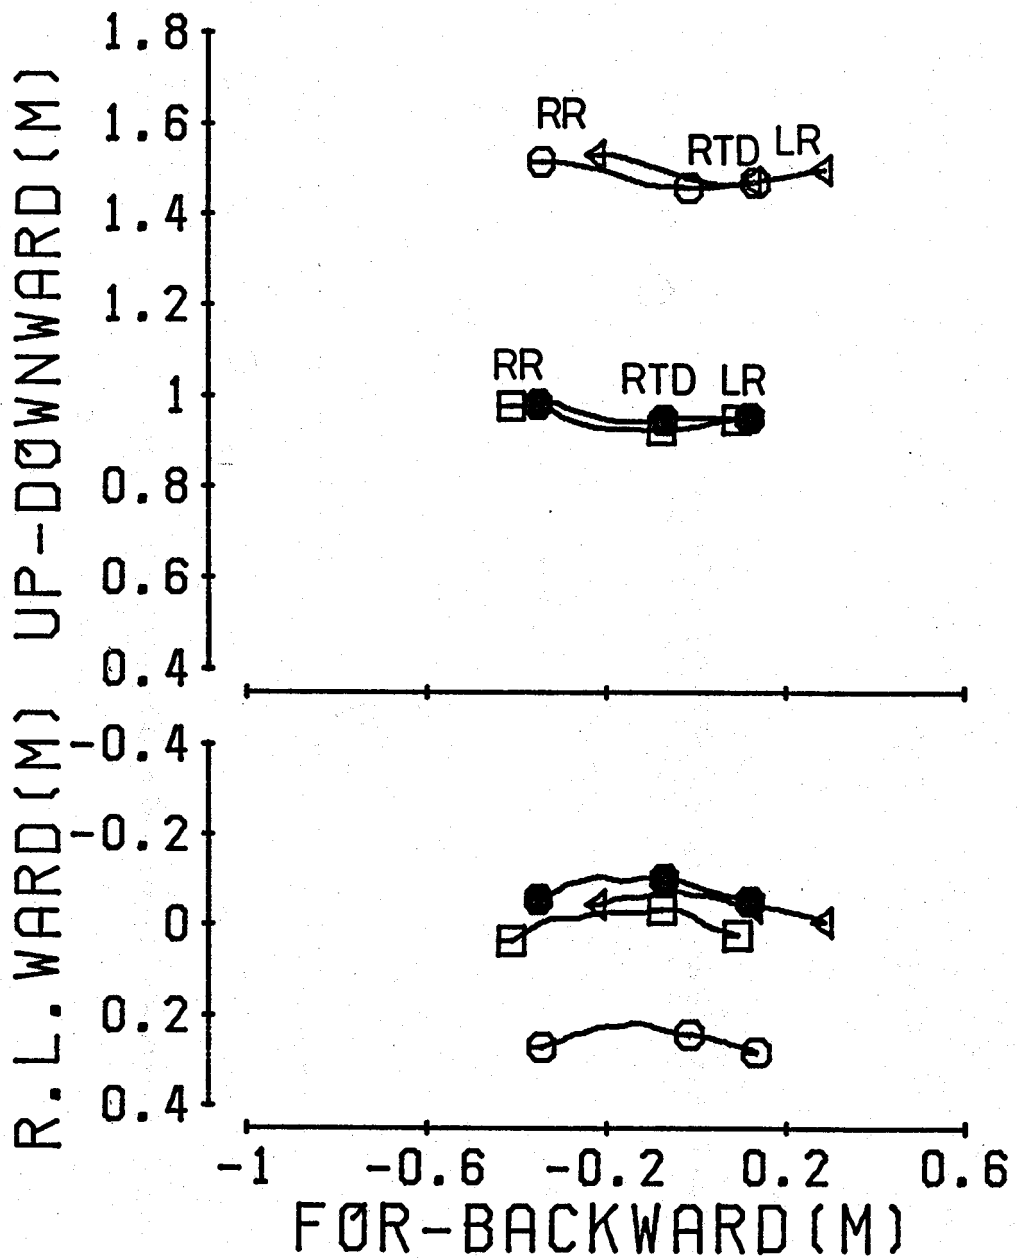 UP-DØWNWARD(M)
1.8
1.6
1.4
1.2
1
0.8
0.6
0.4
RR
RTD
LR
RR
RTD
LR
R.L.WARD(M)
-0.4
-0.2
0
0.2
0.4
-1
-0.6
-0.2
0.2
0.6
FØR-BACKWARD(M)